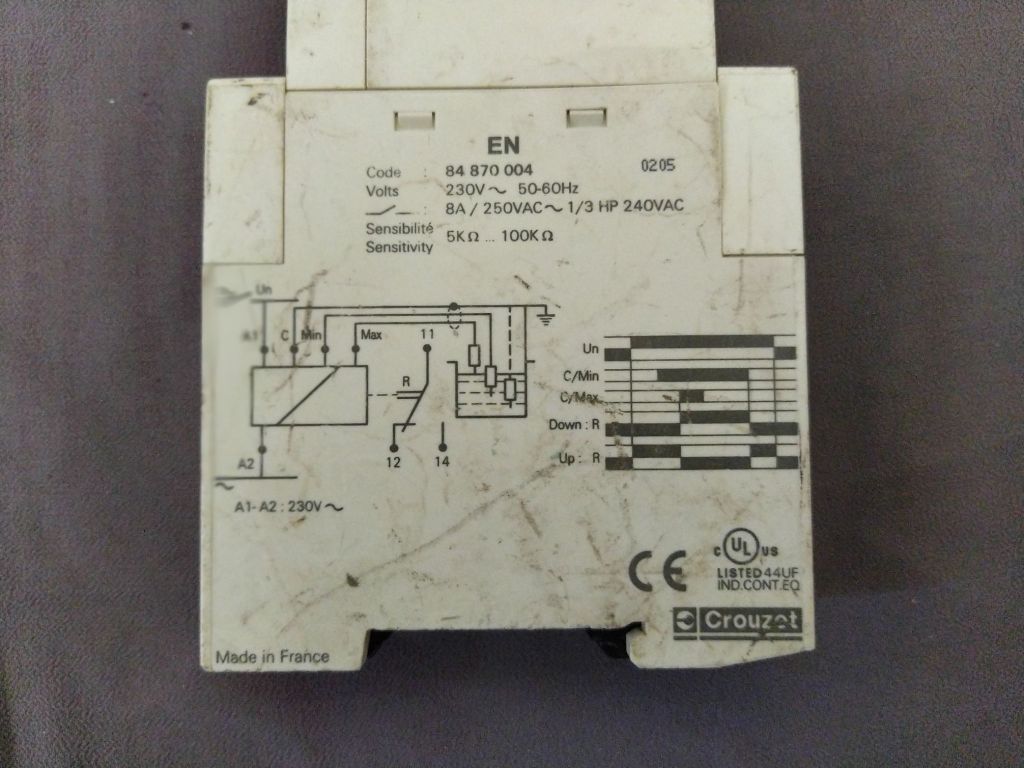 EN
Code : 84 870 004 0205
Volts 230V ~ 50-60Hz
: 8A / 250VAC ~ 1/3 HP 240VAC
Sensibilité
Sensitivity 5KΩ ... 100KΩ
Un
A1 C Min Max 11
R
A2
12 14
A1-A2 : 230V ~
Un
C/Min
C/Max
Down : R
Up : R
CE
C UL US
LISTED 44UF
IND.CONT.EQ
Crouzet
Made in France